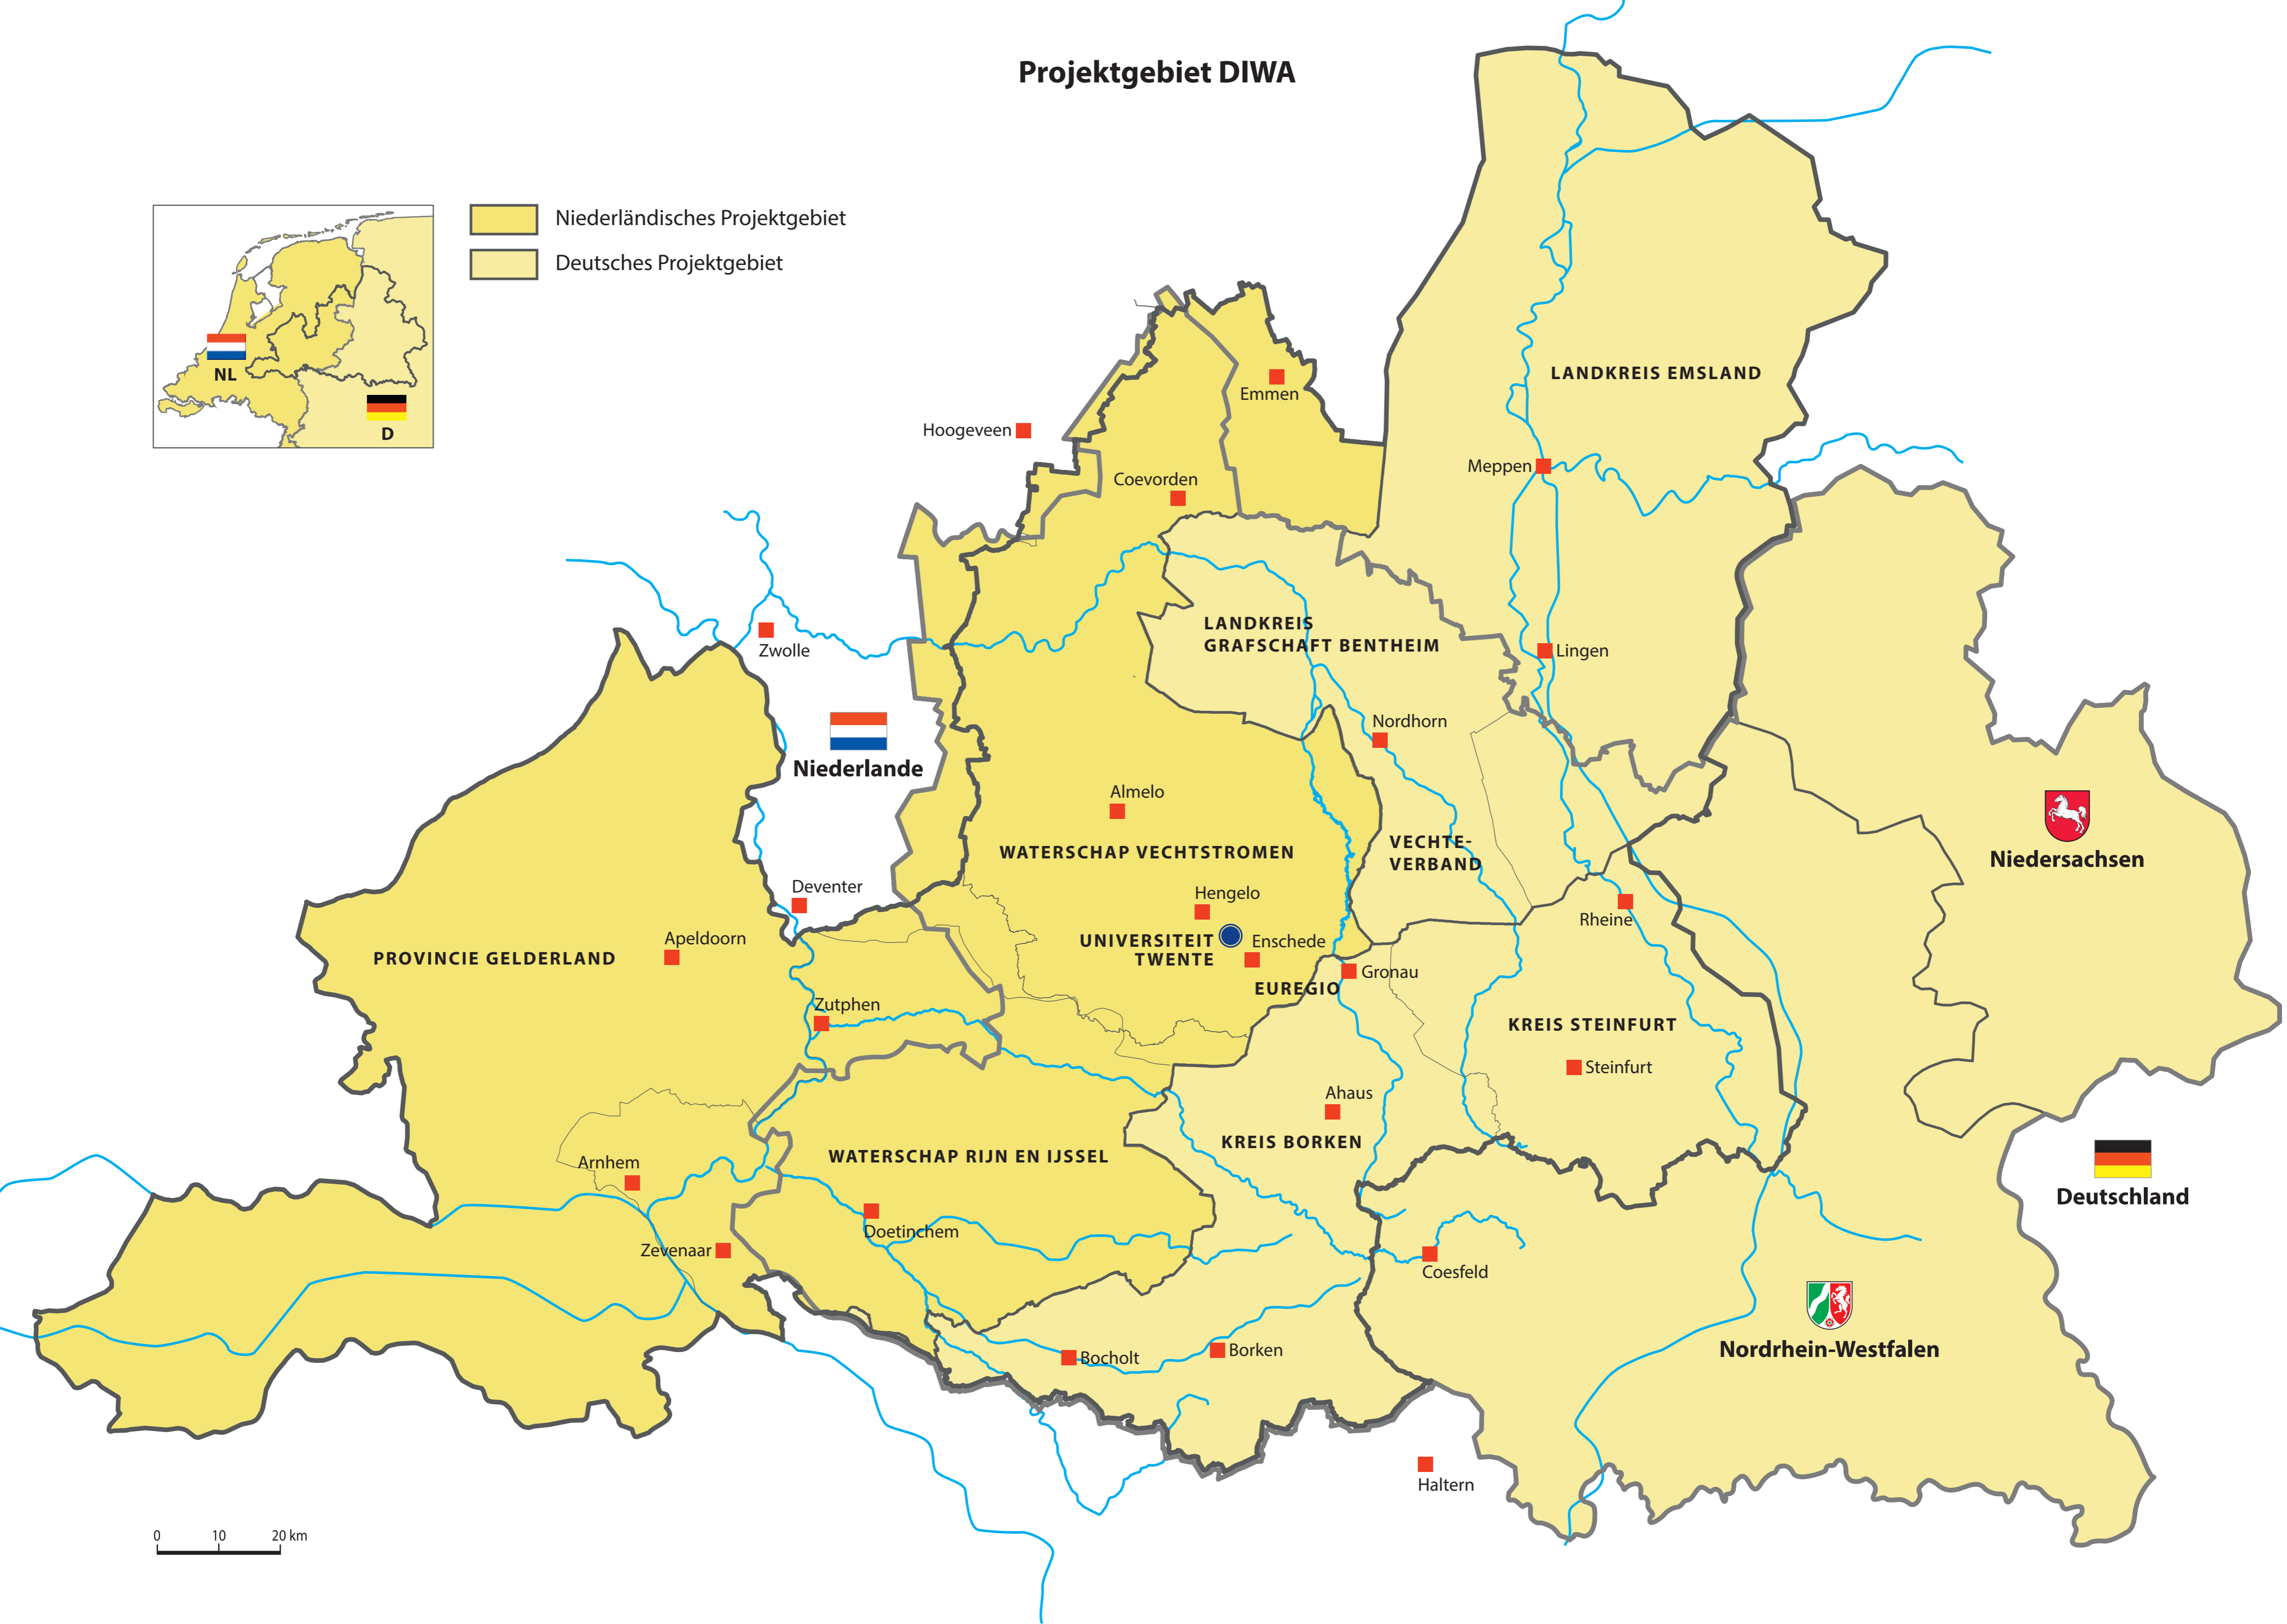 Projektgebiet DIWA
Niederländisches Projektgebiet
Deutsches Projektgebiet
NL
D
LANDKREIS EMSLAND
Emmen
Hoogeveen
Meppen
Coevorden
LANDKREIS
GRAFSCHAFT BENTHEIM
Zwolle
Lingen
Nordhorn
Niederlande
Almelo
WATERSCHAP VECHTSTROMEN
VECHTE-
VERBAND
Niedersachsen
Deventer
Hengelo
Rheine
Apeldoorn
UNIVERSITEIT
TWENTE
Enschede
PROVINCIE GELDERLAND
Gronau
EUREGIO
Zutphen
KREIS STEINFURT
Steinfurt
Ahaus
KREIS BORKEN
WATERSCHAP RIJN EN IJSSEL
Arnhem
Deutschland
Doetinchem
Zevenaar
Coesfeld
Nordrhein-Westfalen
Bocholt
Borken
Haltern
0 10 20 km